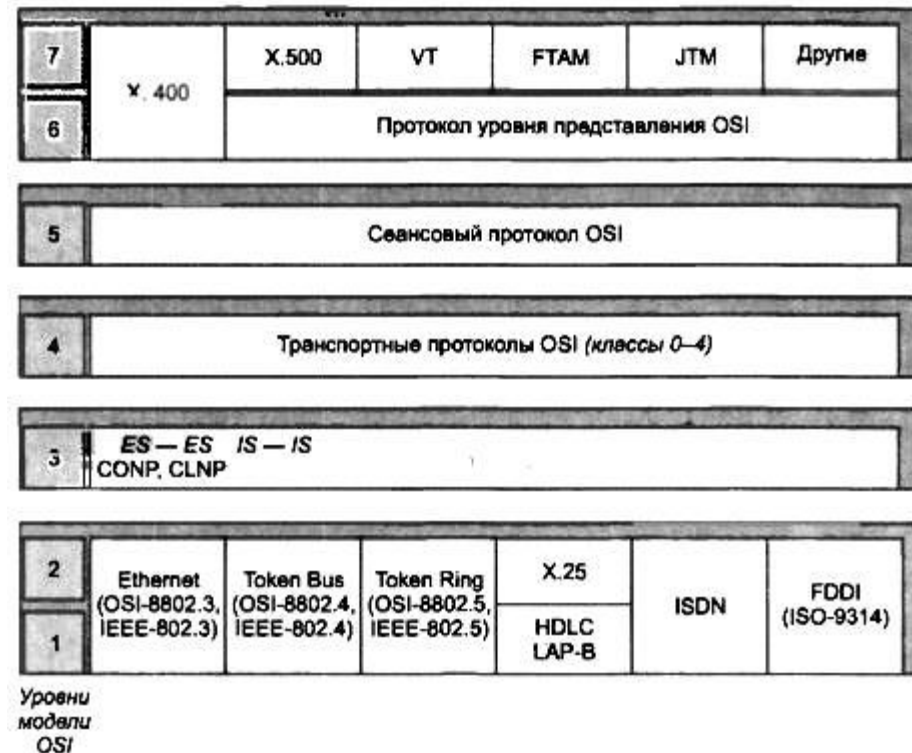 7
X. 400
X.500
VT
FTAM
JTM
Другие
6
Протокол уровня представления OSI
5
Сеансовый протокол OSI
4
Транспортные протоколы OSI (классы 0–4)
3
ES — ES IS — IS
CONP, CLNP
2
1
Ethernet
(OSI-8802.3,
IEEE-802.3)
Token Bus
(OSI-8802.4,
IEEE-802.4)
Token Ring
(OSI-8802.5,
IEEE-802.5)
X.25
HDLC
LAP-B
ISDN
FDDI
(ISO-9314)
Уровни
модели
OSI